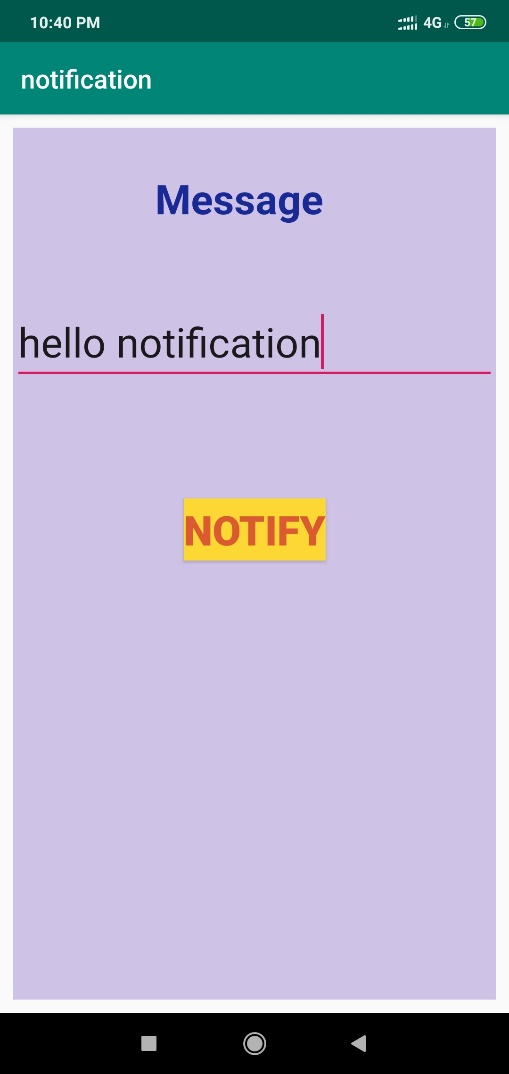 10:40 PM 4G 57
notification
Message
hello notification
NOTIFY